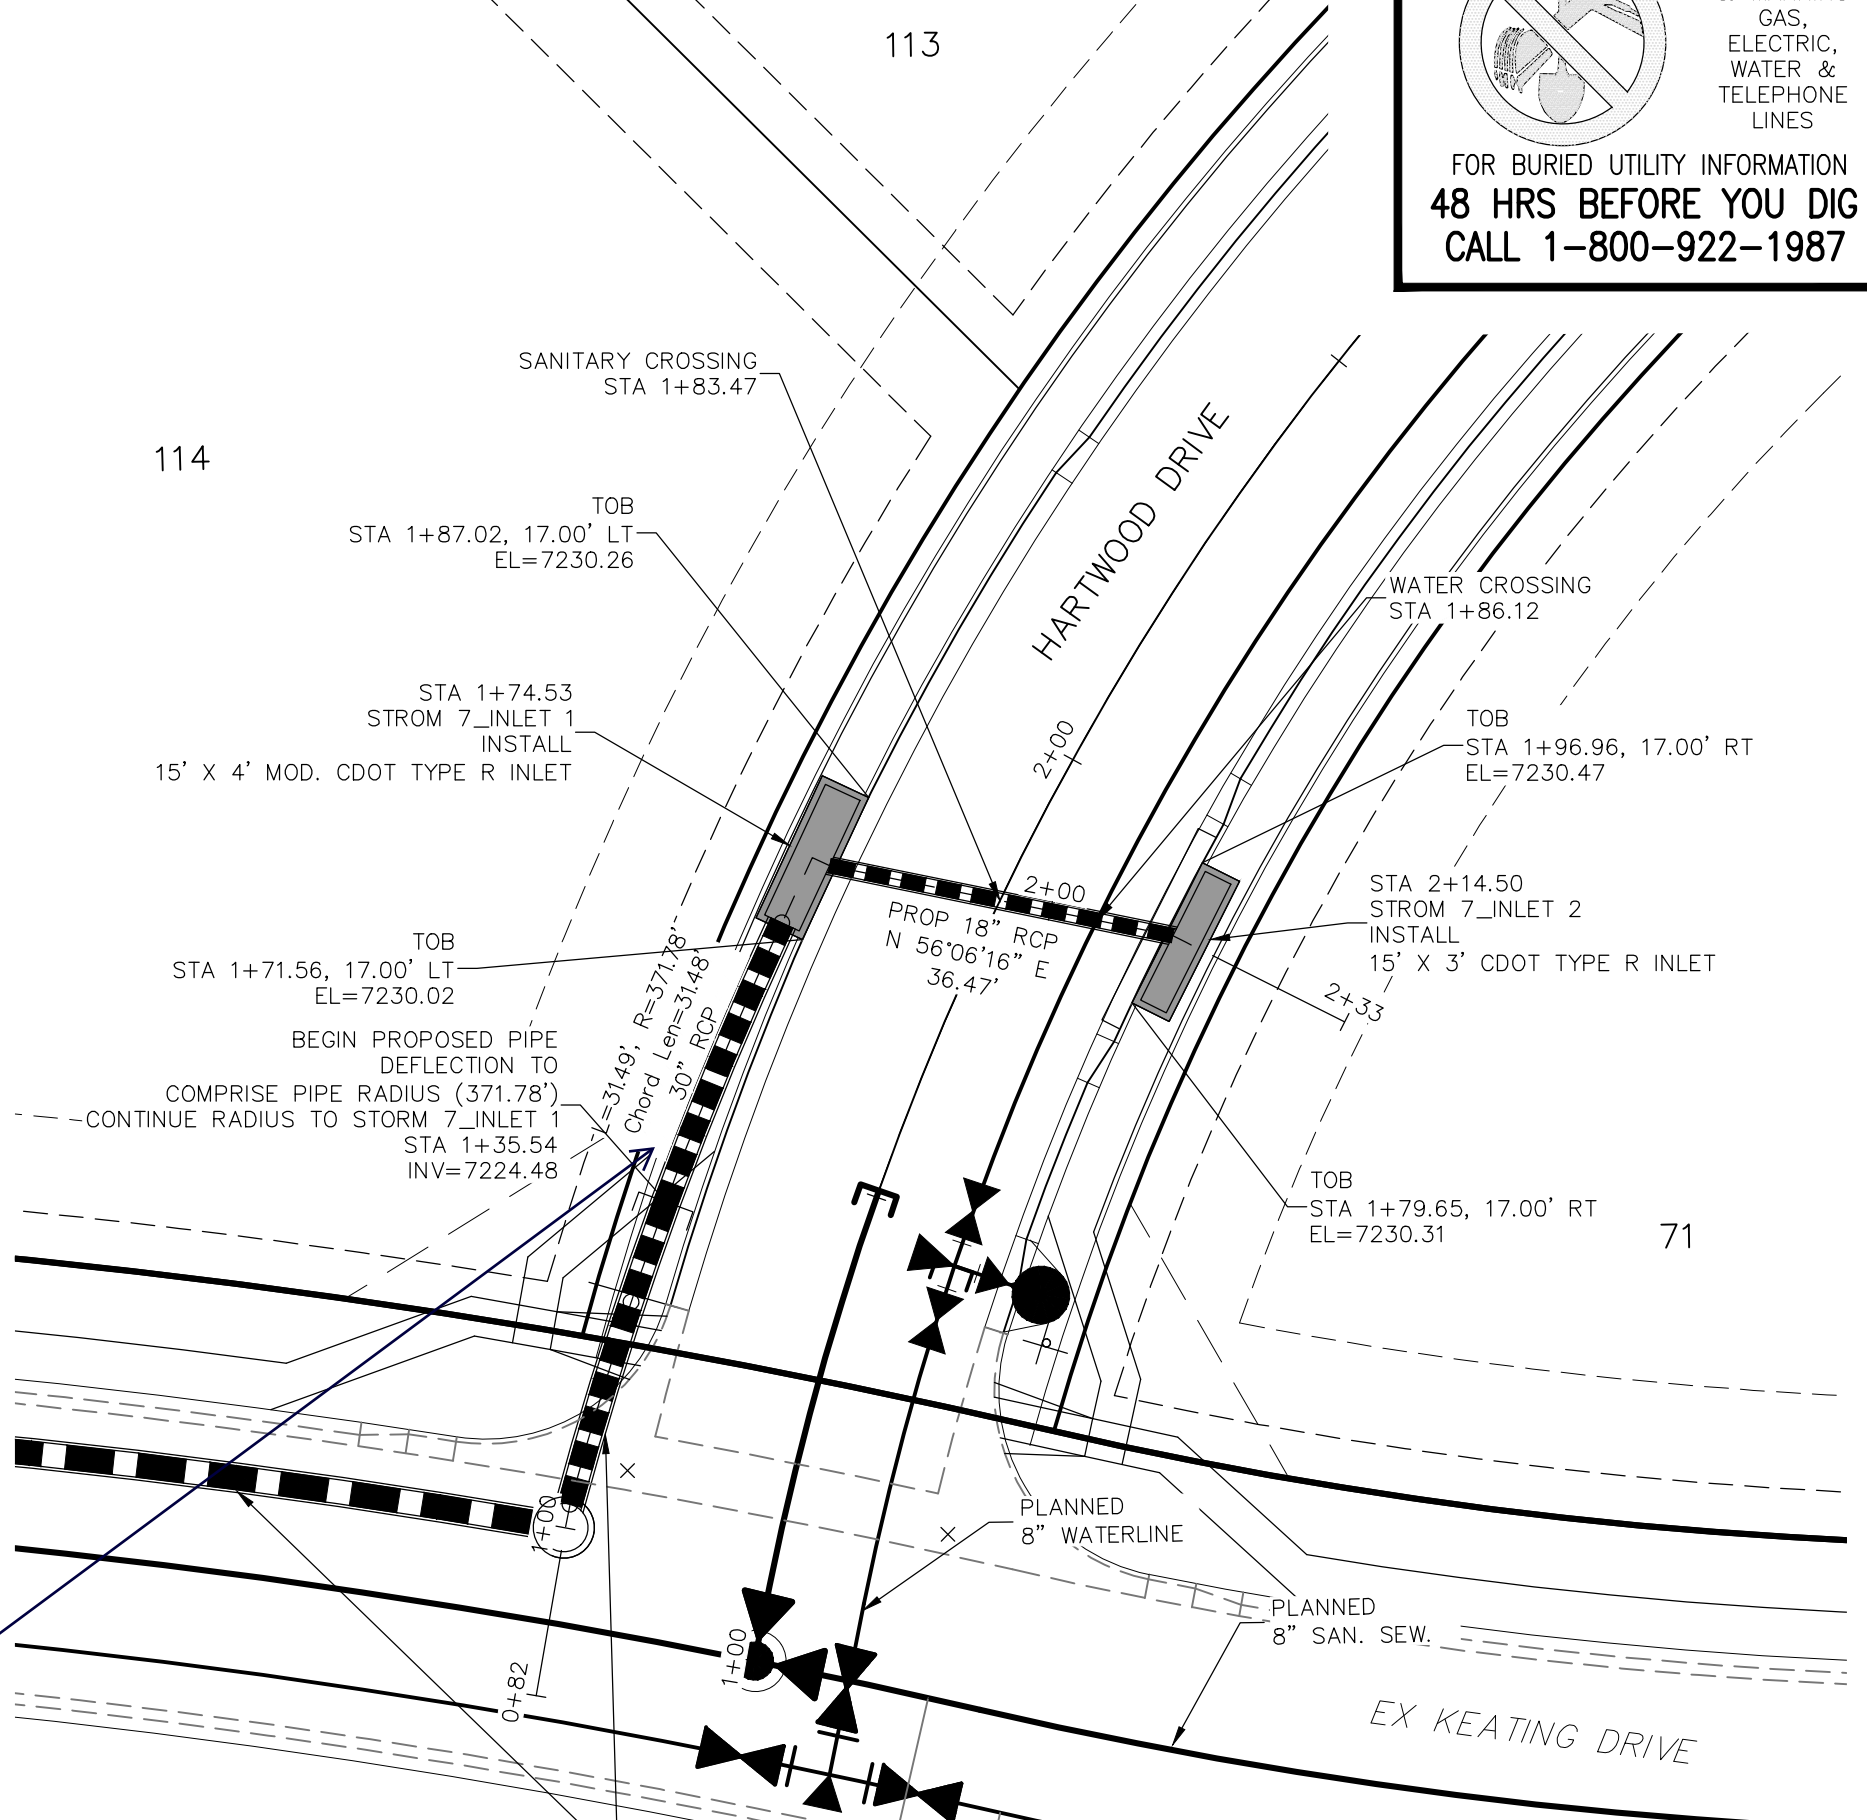 113
GAS,
ELECTRIC,
WATER &
TELEPHONE
LINES
FOR BURIED UTILITY INFORMATION
48 HRS BEFORE YOU DIG
CALL 1-800-922-1987
SANITARY CROSSING
STA 1+83.47
114
HARTWOOD DRIVE
TOB
STA 1+87.02, 17.00' LT
EL=7230.26
WATER CROSSING
STA 1+86.12
STA 1+74.53
STROM 7_INLET 1
INSTALL
15' X 4' MOD. CDOT TYPE R INLET
2+00
TOB
STA 1+96.96, 17.00' RT
EL=7230.47
2+00
PROP 18" RCP
N 56°06'16" E
36.47'
STA 2+14.50
STROM 7_INLET 2
INSTALL
15' X 3' CDOT TYPE R INLET
2+33
TOB
STA 1+71.56, 17.00' LT
EL=7230.02
L=31.49', R=371.78'
Chord Len=31.48'
30" RCP
BEGIN PROPOSED PIPE
DEFLECTION TO
COMPRISE PIPE RADIUS (371.78')
CONTINUE RADIUS TO STORM 7_INLET 1
STA 1+35.54
INV=7224.48
TOB
STA 1+79.65, 17.00' RT
EL=7230.31
71
1+00
PLANNED
8" WATERLINE
PLANNED
8" SAN. SEW.
1+00
0+82
EX KEATING DRIVE